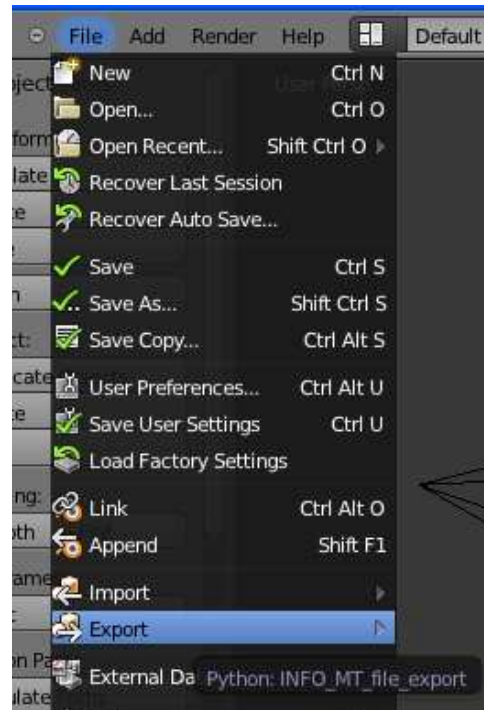 File Add Render Help Default
New Ctrl N
Open... Ctrl O
Open Recent... Shift Ctrl O
Recover Last Session
Recover Auto Save...
Save Ctrl S
Save As... Shift Ctrl S
Save Copy... Ctrl Alt S
User Preferences... Ctrl Alt U
Save User Settings Ctrl U
Load Factory Settings
Link Ctrl Alt O
Append Shift F1
Import
Export
External Da Python: INFO_MT_file_export